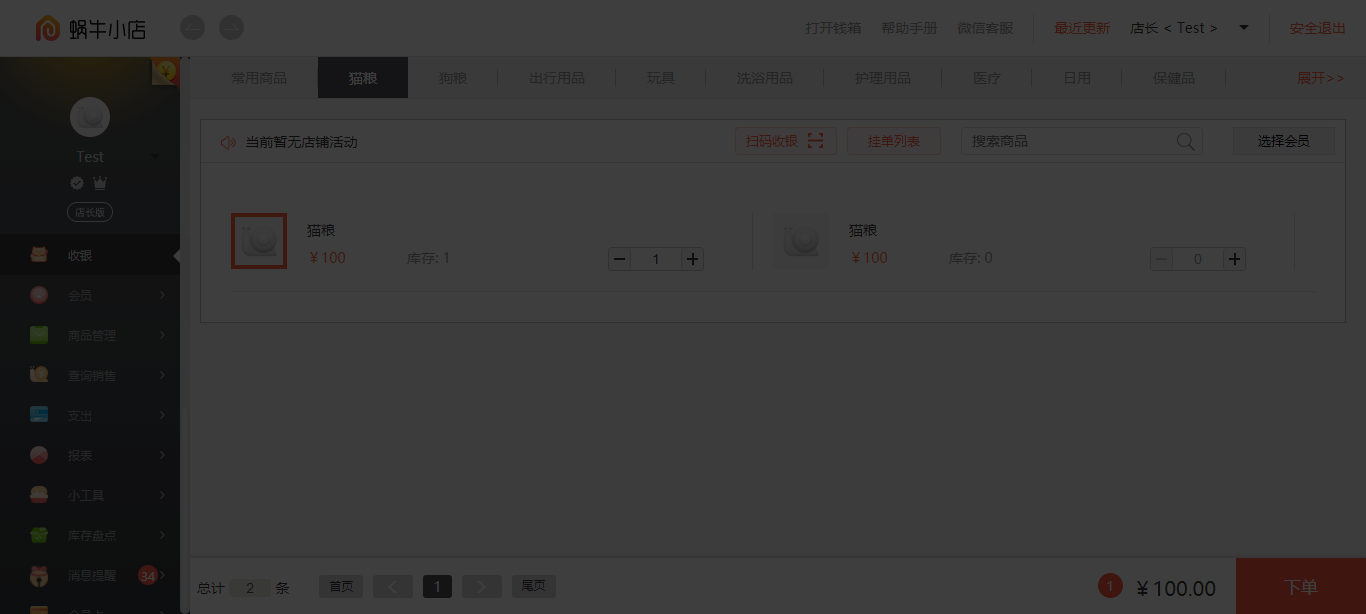 蜗牛小店
打开钱箱 帮助手册 微信客服 最近更新 店长 < Test > 安全退出
常用商品 猫粮 狗粮 出行用品 玩具 洗浴用品 护理用品 医疗 日用 保健品 展开>>
Test
店长版
收银
会员
商品管理
查询销售
支出
报表
小工具
库存盘点
消息提醒 34
当前暂无店铺活动 扫码收银 挂单列表 搜索商品 选择会员
猫粮
¥100 库存: 1 1
猫粮
¥100 库存: 0 0
总计 2 条 首页 < 1 > 尾页 1 ¥100.00 下单